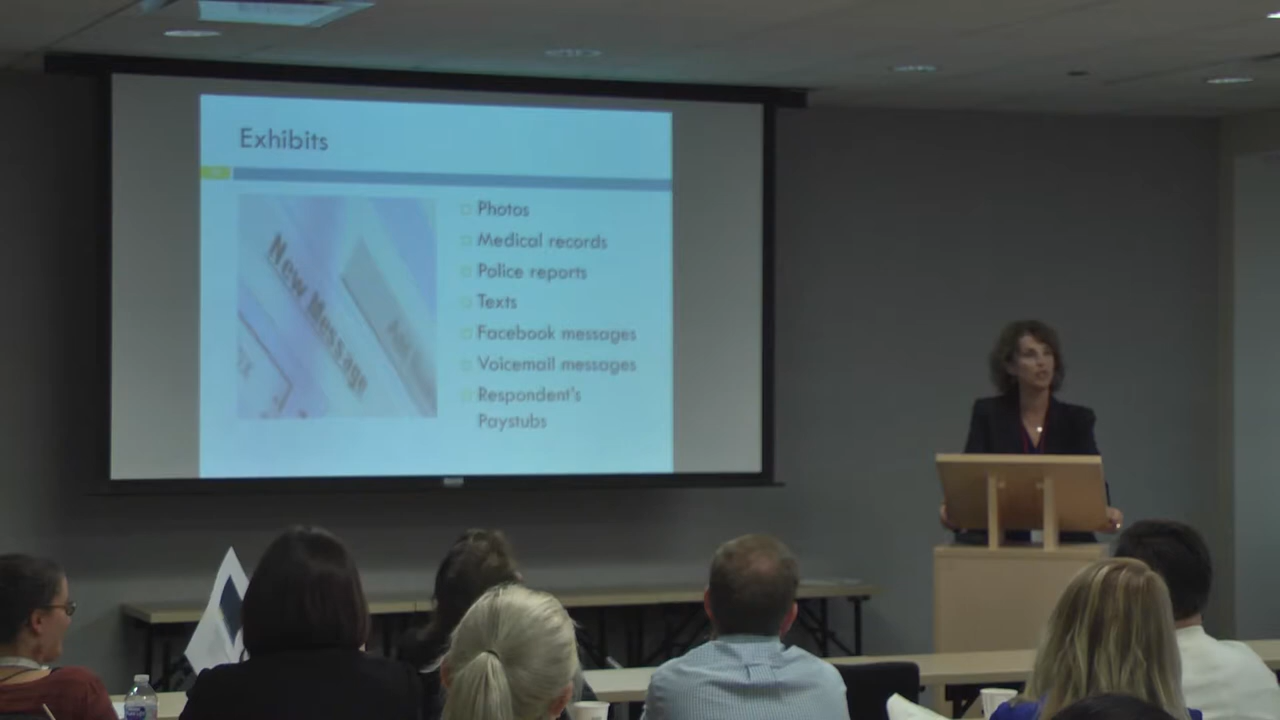 Exhibits
Photos
Medical records
Police reports
Texts
Facebook messages
Voicemail messages
Respondent's
Paystubs
New Message